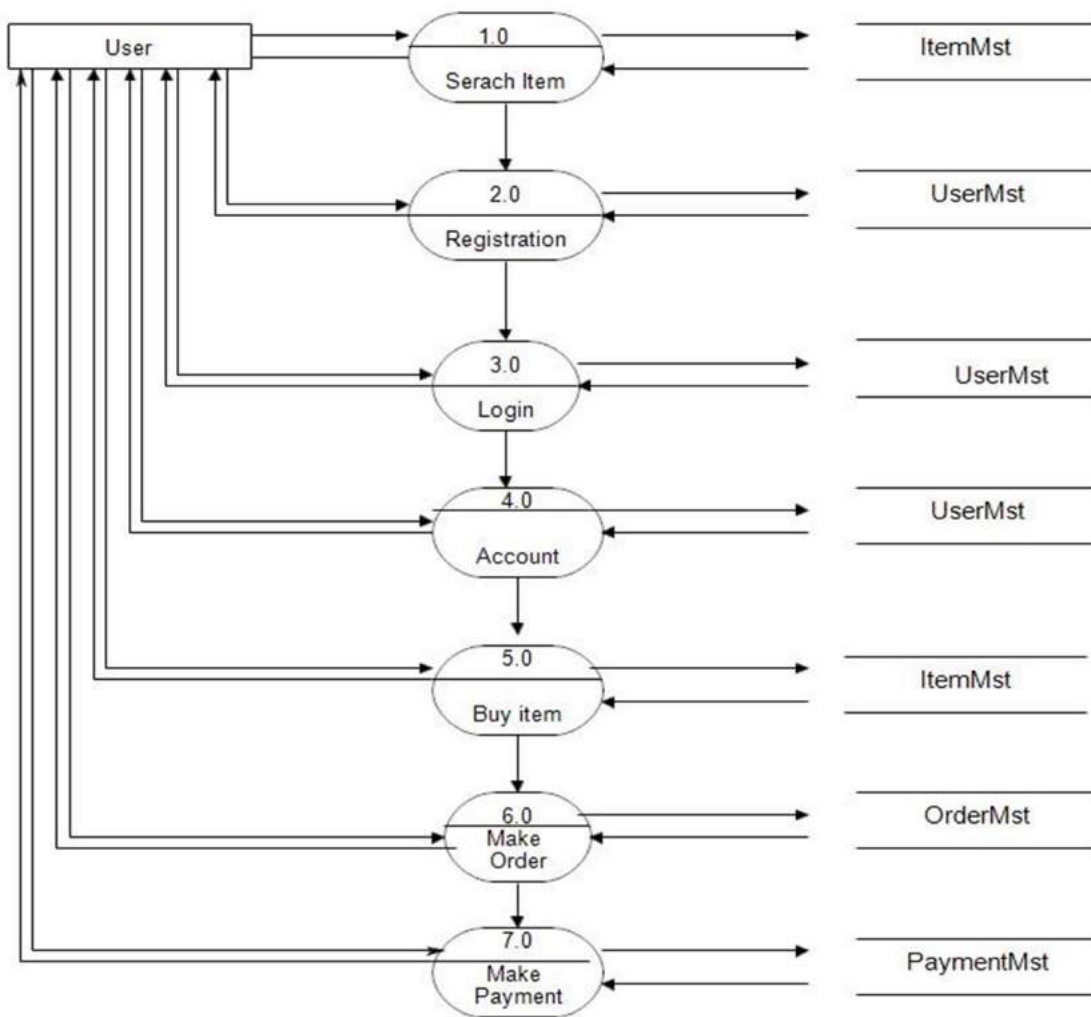 User
1.0
Serach Item
ItemMst
2.0
Registration
UserMst
3.0
Login
UserMst
4.0
Account
UserMst
5.0
Buy item
ItemMst
6.0
Make
Order
OrderMst
7.0
Make
Payment
PaymentMst